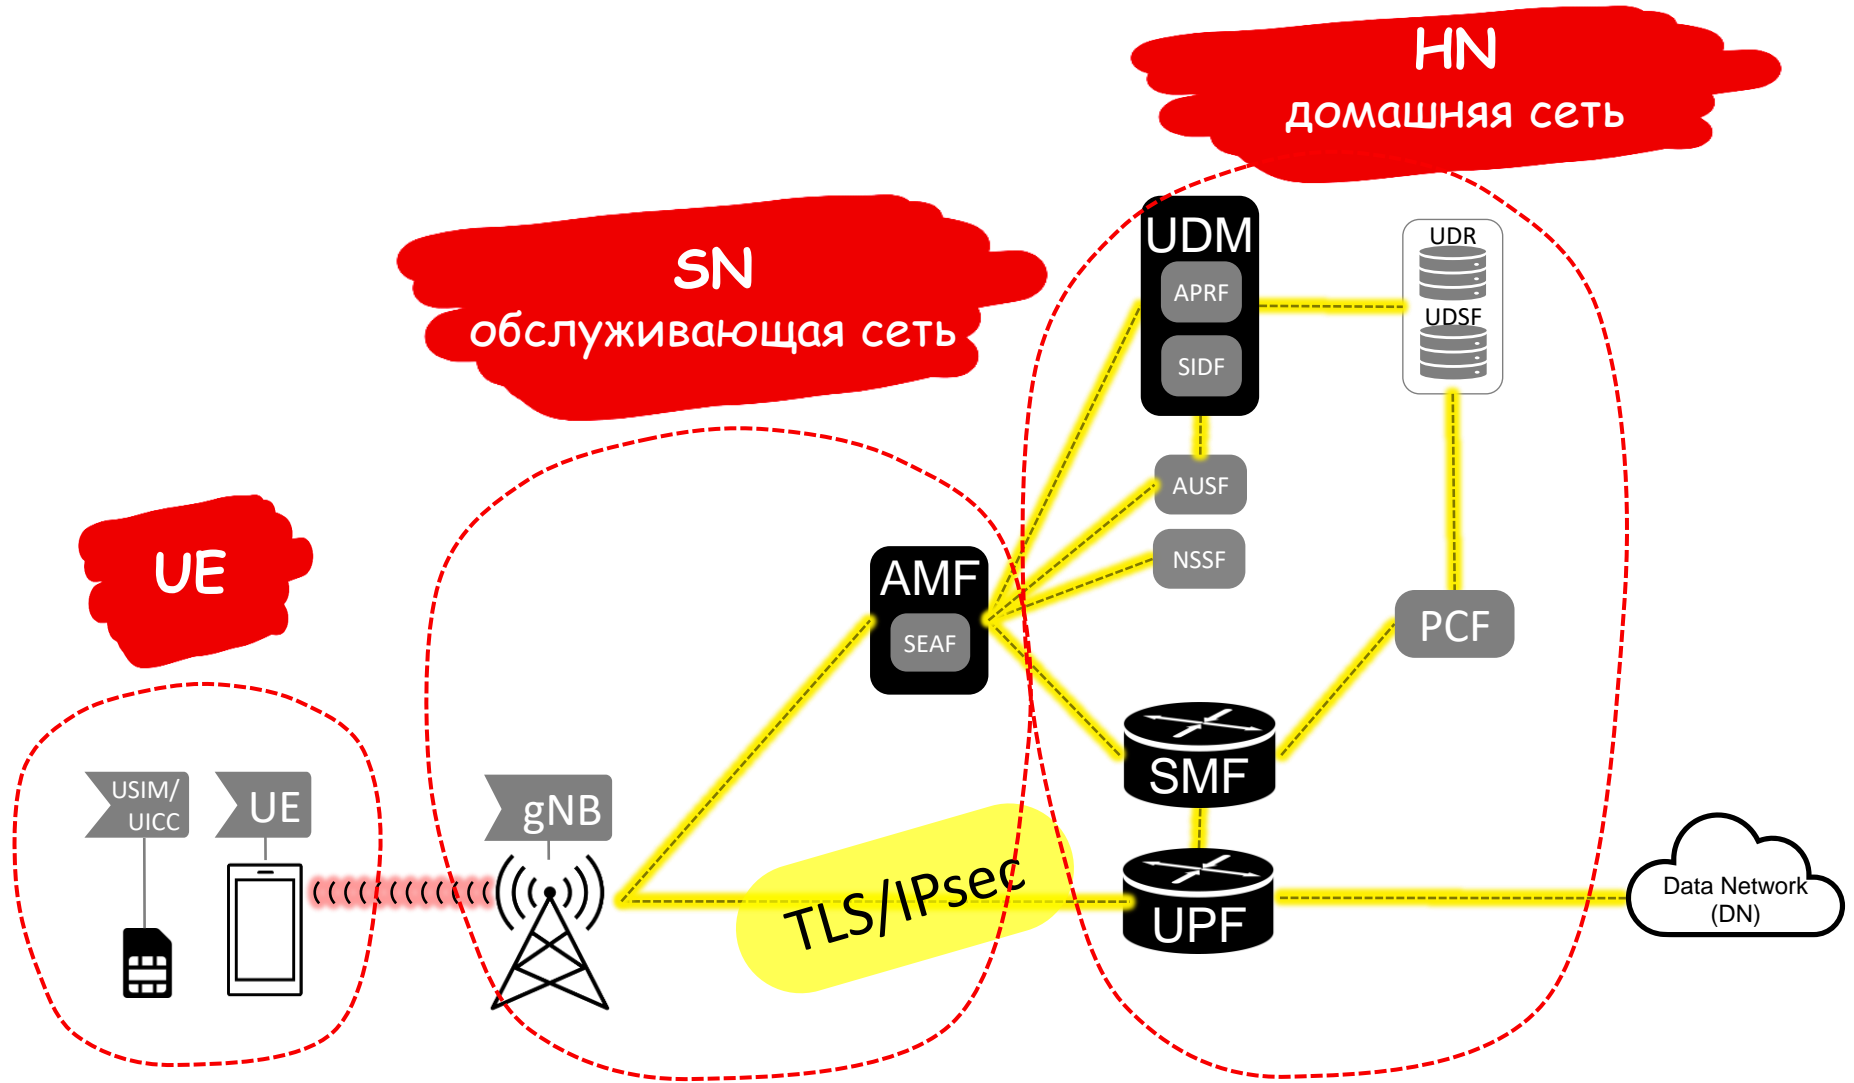 HN
домашняя сеть
SN
обслуживающая сеть
UE
UDM
APRF
SIDF
UDR
UDSF
AUSF
NSSF
AMF
SEAF
PCF
SMF
UPF
USIM/
UICC
UE
gNB
TLS/IPsec
Data Network
(DN)